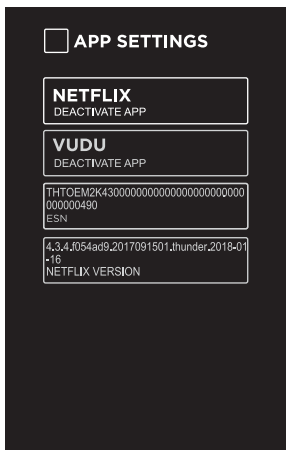 APP SETTINGS
NETFLIX
DEACTIVATE APP
VUDU
DEACTIVATE APP
THTOEM2K430000000000000000000000
000000490
ESN
4.3.4.f054ad9.2017091501.thunder.2018-01
-16
NETFLIX VERSION